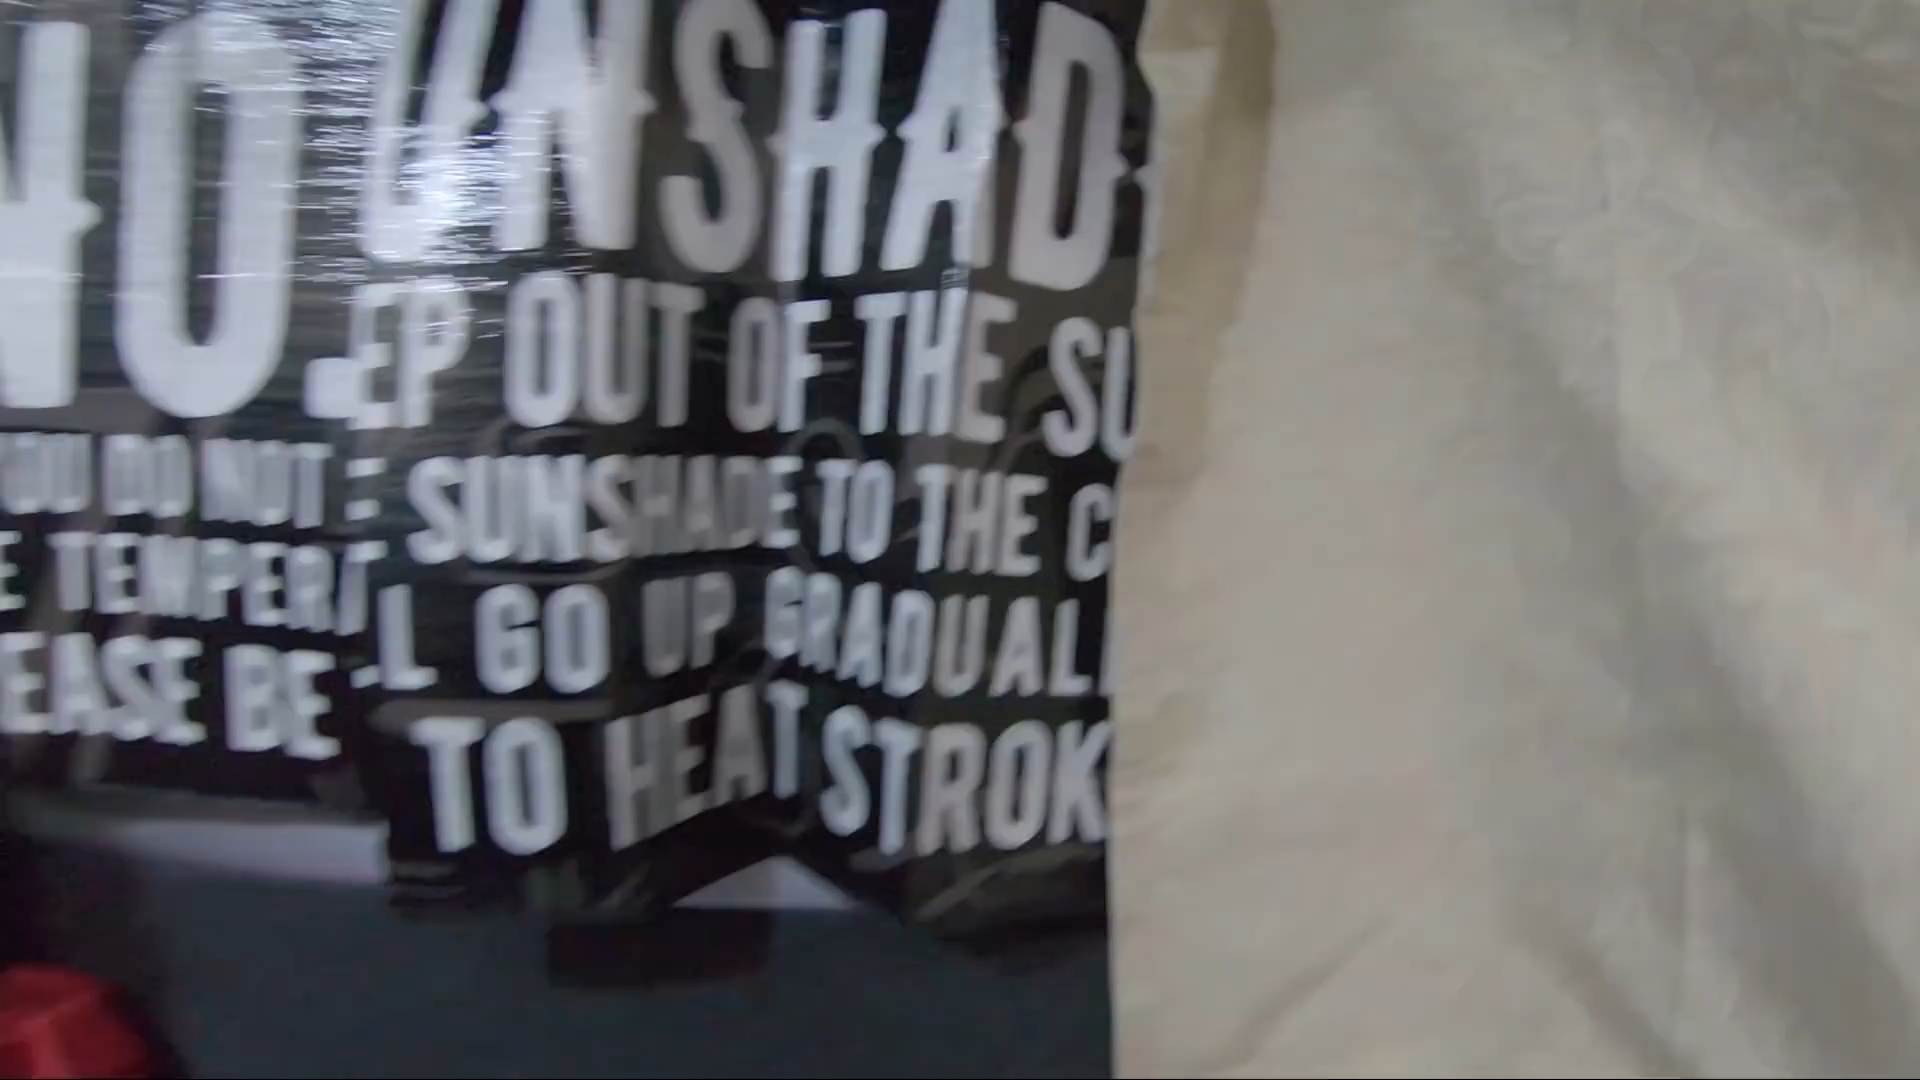 NO. UNSHAD
EP OUT OF THE SU
OU DO NOT E SUNSHADE TO THE C
E TEMPER L GO UP GRADUAL
EASE BE TO HEAT STROK